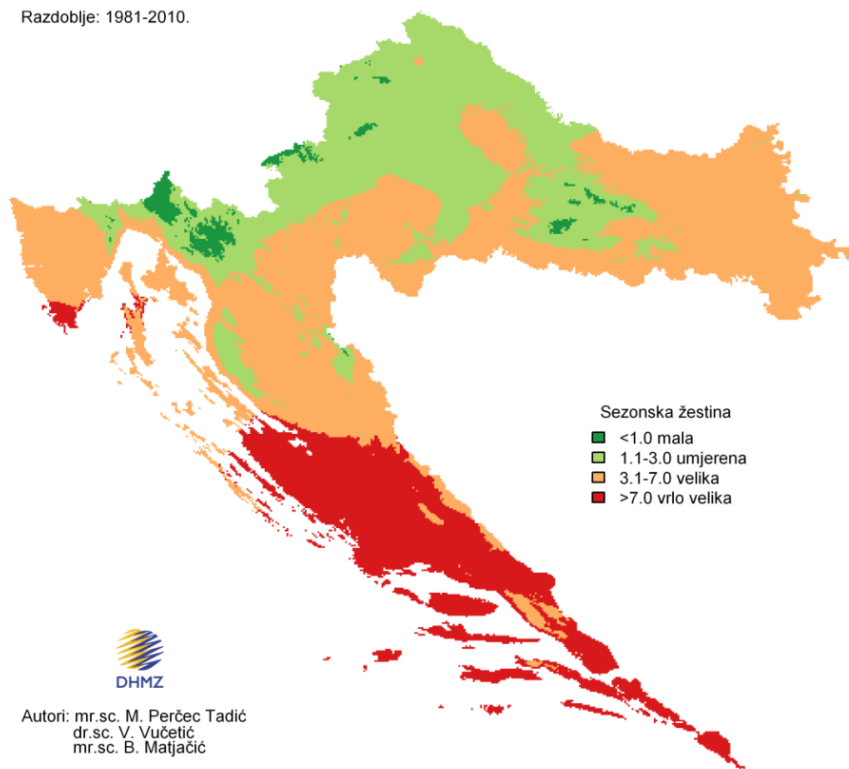 Razdoblje: 1981-2010.
Sezonska žestina
<1.0 mala
1.1-3.0 umjerena
3.1-7.0 velika
>7.0 vrlo velika
DHMZ
Autori: mr.sc. M. Perčec Tadić
dr.sc. V. Vučetić
mr.sc. B. Matjačić